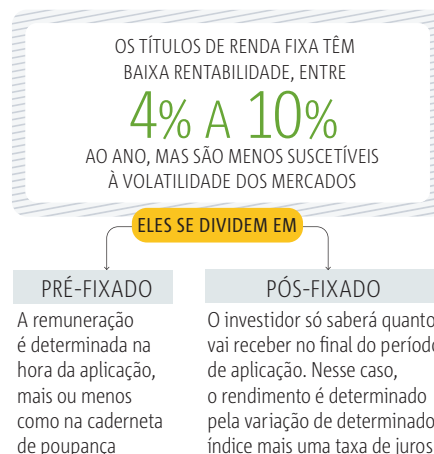 OS TÍTULOS DE RENDA FIXA TÊM
BAIXA RENTABILIDADE, ENTRE
4% A 10%
AO ANO, MAS SÃO MENOS SUSCETÍVEIS
À VOLATILIDADE DOS MERCADOS
ELES SE DIVIDEM EM
PRÉ-FIXADO
A remuneração
é determinada na
hora da aplicação,
mais ou menos
como na caderneta
de poupança
PÓS-FIXADO
O investidor só saberá quanto
vai receber no final do período
de aplicação. Nesse caso,
o rendimento é determinado
pela variação de determinado
índice mais uma taxa de juros